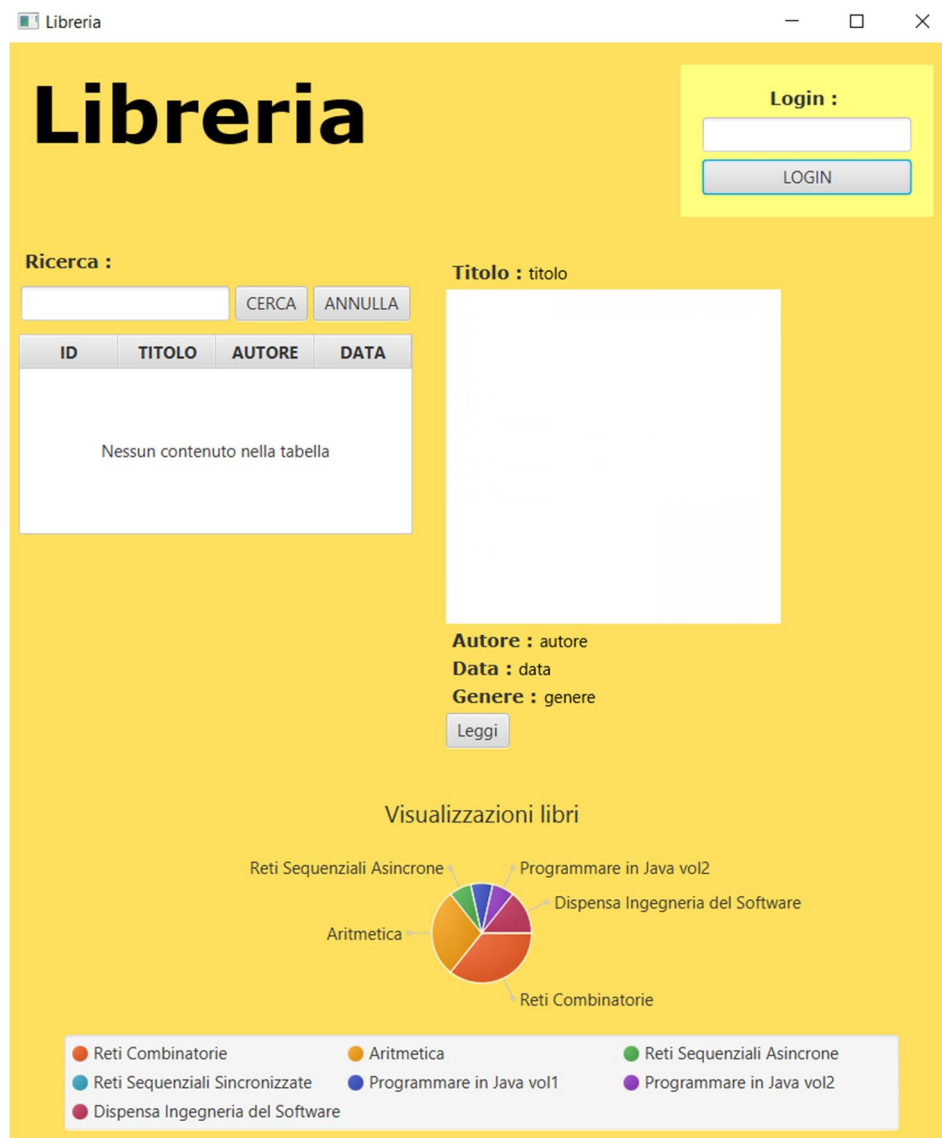 Libreria
Libreria
Login :
LOGIN
Ricerca :
CERCA ANNULLA
ID TITOLO AUTORE DATA
Nessun contenuto nella tabella
Titolo : titolo
Autore : autore
Data : data
Genere : genere
Leggi
Visualizzazioni libri
Reti Sequenziali Asincrone Programmare in Java vol2
Dispensa Ingegneria del Software
Aritmetica
Reti Combinatorie
Reti Combinatorie Aritmetica Reti Sequenziali Asincrone
Reti Sequenziali Sincronizzate Programmare in Java vol1 Programmare in Java vol2
Dispensa Ingegneria del Software